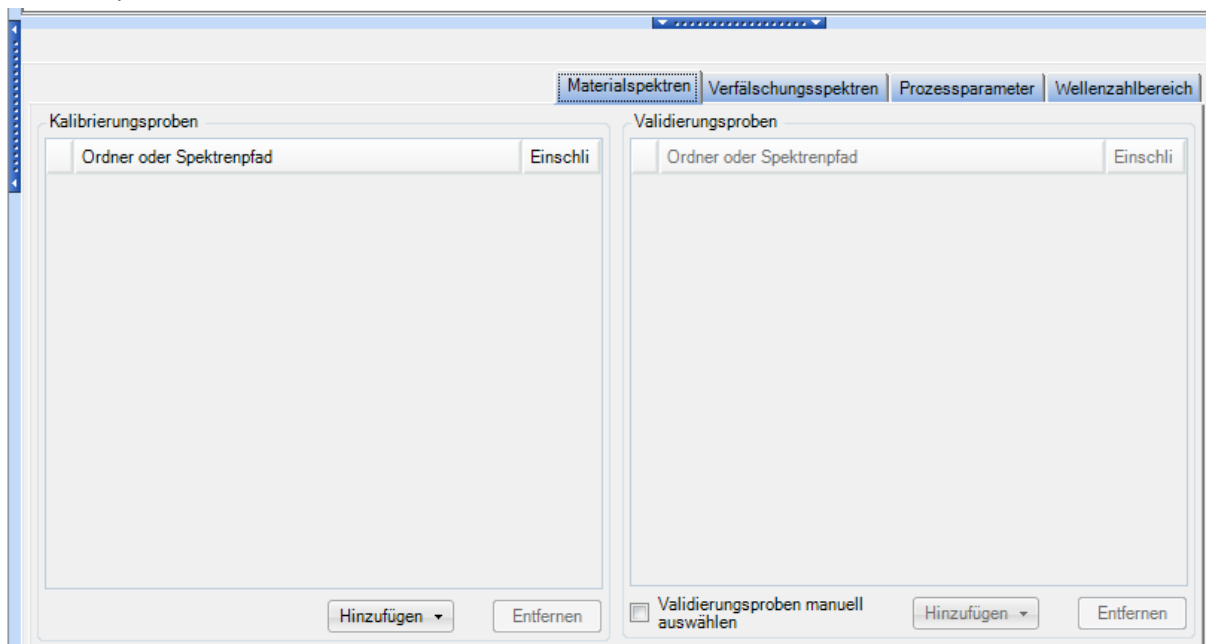 Materialspektren Verfälschungsspektren Prozessparameter Wellenzahlbereich
Kalibrierungsproben
Ordner oder Spektrenpfad Einschli
Hinzufügen Entfernen
Validierungsproben
Ordner oder Spektrenpfad Einschli
Validierungsproben manuell
auswählen
Hinzufügen Entfernen